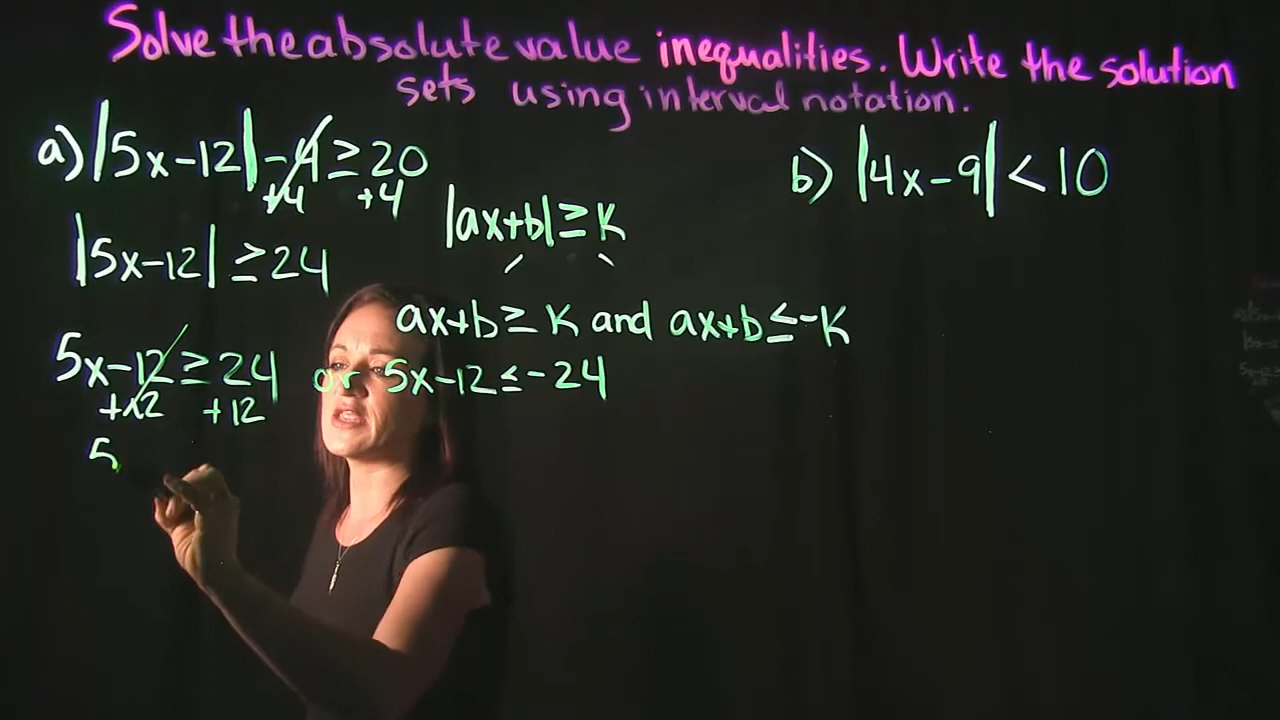 Solve the absolute value inequalities. Write the solution
sets using interval notation.
a) |5x-12| -4 ≥ 20
+4 +4
|5x-12| ≥ 24
|ax+b| ≥ K
ax+b ≥ K and ax+b ≤ -K
5x-12 ≥ 24 or 5x-12 ≤ -24
+12 +12
5
b) |4x-9| < 10